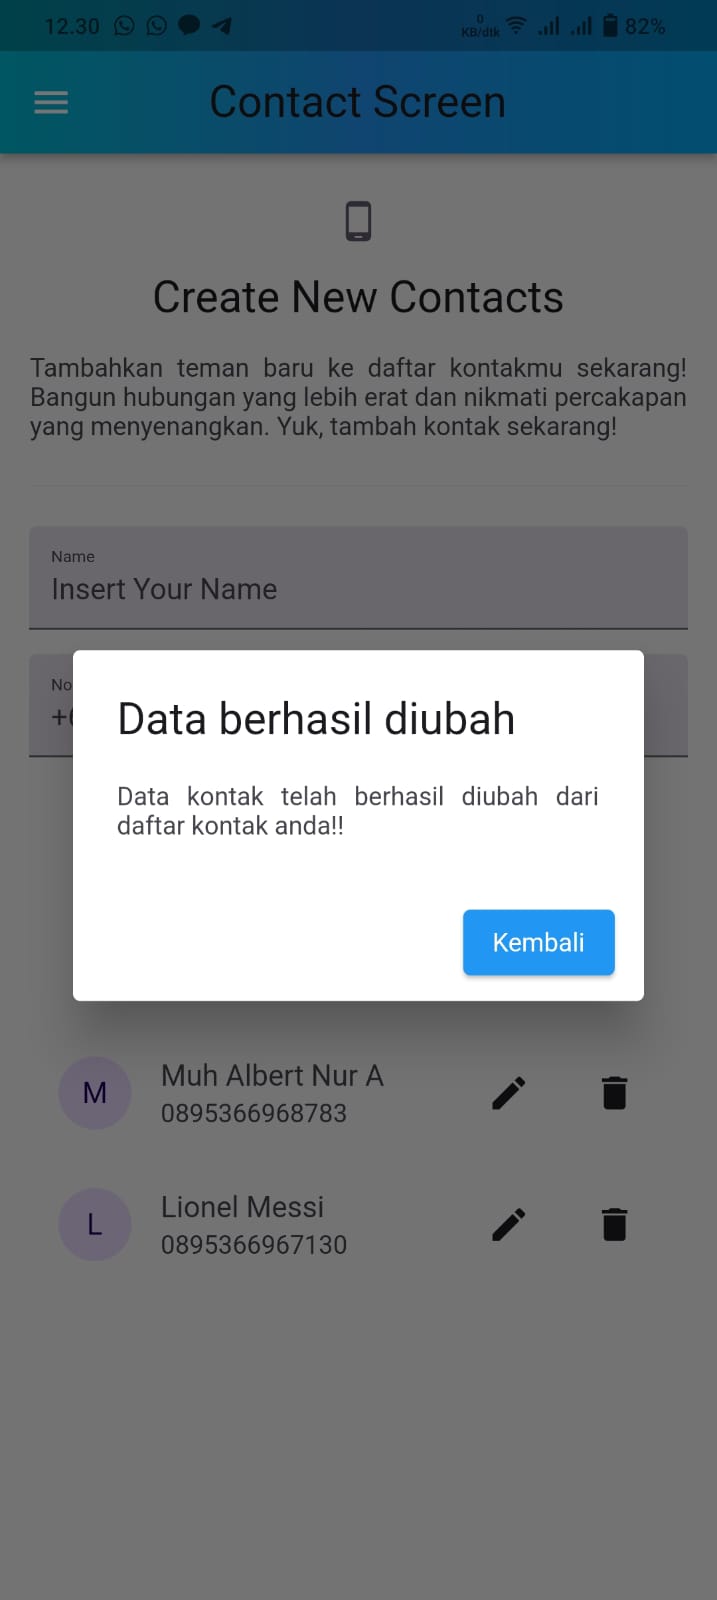 12.30
0
KB/dtk
82%
Contact Screen
Create New Contacts
Tambahkan teman baru ke daftar kontakmu sekarang!
Bangun hubungan yang lebih erat dan nikmati percakapan
yang menyenangkan. Yuk, tambah kontak sekarang!
Name
Insert Your Name
Data berhasil diubah
Data kontak telah berhasil diubah dari
daftar kontak anda!!
Kembali
M
Muh Albert Nur A
0895366968783
L
Lionel Messi
0895366967130